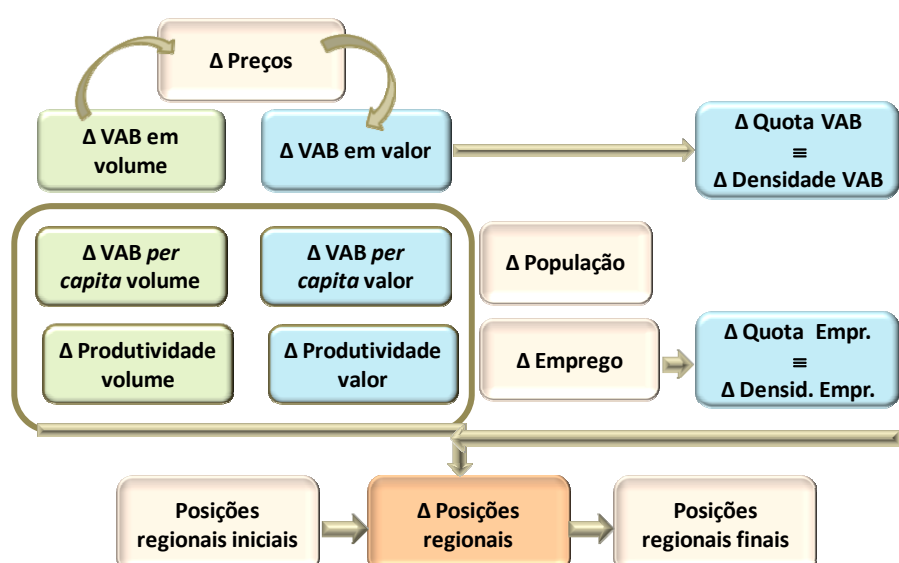 Δ Preços
Δ VAB em
volume
Δ VAB em valor
Δ Quota VAB
≡
Δ Densidade VAB
Δ VAB per
capita volume
Δ VAB per
capita valor
Δ População
Δ Produtividade
volume
Δ Produtividade
valor
Δ Emprego
Δ Quota Empr.
≡
Δ Densid. Empr.
Posições
regionais iniciais
Δ Posições
regionais
Posições
regionais finais